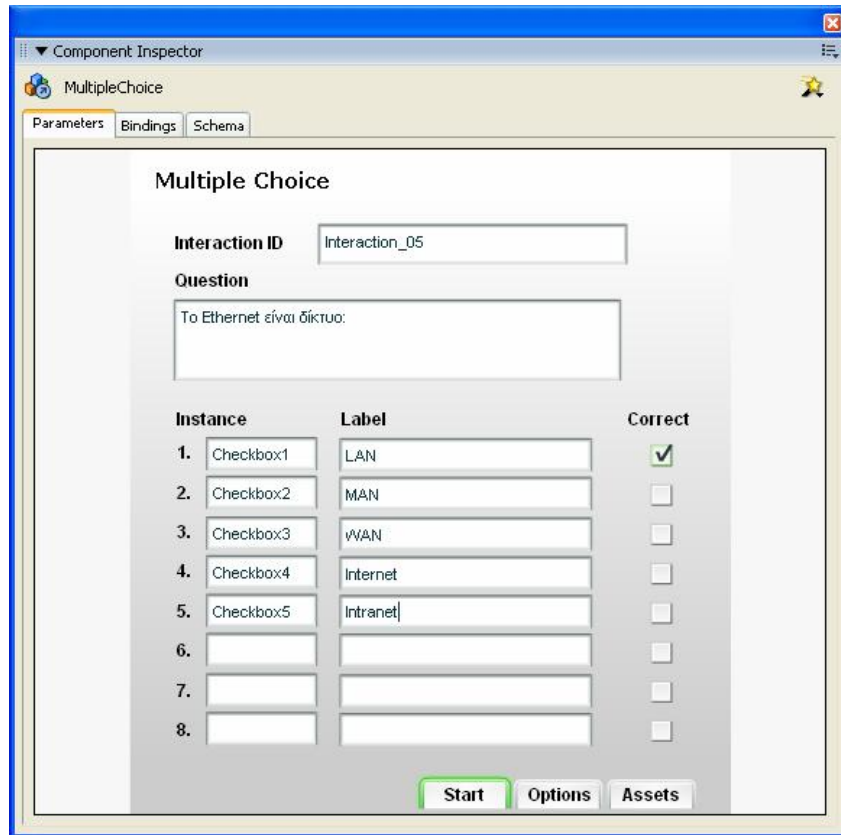 Component Inspector
MultipleChoice
Parameters Bindings Schema
Multiple Choice
Interaction ID Interaction_05
Question
Το Ethernet είναι δίκτυο:
Instance Label Correct
1. Checkbox1 LAN
2. Checkbox2 MAN
3. Checkbox3 WAN
4. Checkbox4 Internet
5. Checkbox5 Intranet
6.
7.
8.
Start Options Assets